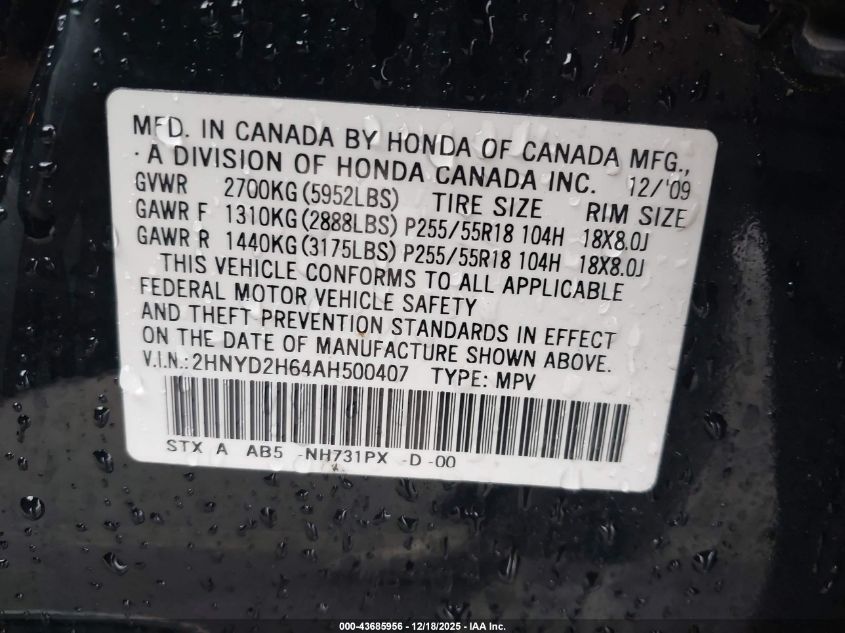 MFD. IN CANADA BY HONDA OF CANADA MFG.,
· A DIVISION OF HONDA CANADA INC. 12/'09
GVWR 2700KG (5952LBS) TIRE SIZE RIM SIZE
GAWR F 1310KG (2888LBS) P255/55R18 104H 18X8.0J
GAWR R 1440KG (3175LBS) P255/55R18 104H 18X8.0J
THIS VEHICLE CONFORMS TO ALL APPLICABLE
FEDERAL MOTOR VEHICLE SAFETY
AND THEFT PREVENTION STANDARDS IN EFFECT
ON THE DATE OF MANUFACTURE SHOWN ABOVE.
V.I.N.: 2HNYD2H64AH500407 TYPE: MPV
STX A AB5 -NH731PX -D -00
000-43685956 - 12/18/2025 - IAA Inc.